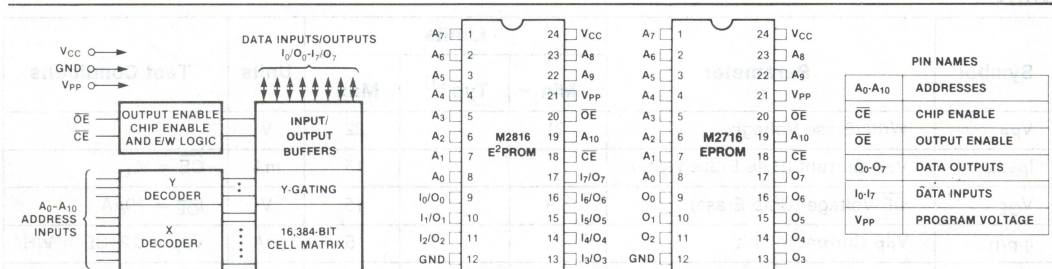 VCC
GND
VPP
OE
CE
OUTPUT ENABLE
CHIP ENABLE
AND E/W LOGIC
A0-A10
ADDRESS
INPUTS
Y
DECODER
X
DECODER
DATA INPUTS/OUTPUTS
I0/O0-I7/O7
INPUT/
OUTPUT
BUFFERS
Y-GATING
16,384-BIT
CELL MATRIX
A7 1 24 VCC
A6 2 23 A8
A5 3 22 A9
A4 4 21 VPP
A3 5 20 OE
A2 6 19 A10
A1 7 18 CE
A0 8 17 I7/O7
I0/O0 9 16 I6/O6
I1/O1 10 15 I5/O5
I2/O2 11 14 I4/O4
GND 12 13 I3/O3
M2816
E²PROM
A7 1 24 VCC
A6 2 23 A8
A5 3 22 A9
A4 4 21 VPP
A3 5 20 OE
A2 6 19 A10
A1 7 18 CE
A0 8 17 O7
O0 9 16 O6
O1 10 15 O5
O2 11 14 O4
GND 12 13 O3
M2716
EPROM
PIN NAMES
A0-A10 ADDRESSES
CE CHIP ENABLE
OE OUTPUT ENABLE
O0-O7 DATA OUTPUTS
I0-I7 DATA INPUTS
VPP PROGRAM VOLTAGE